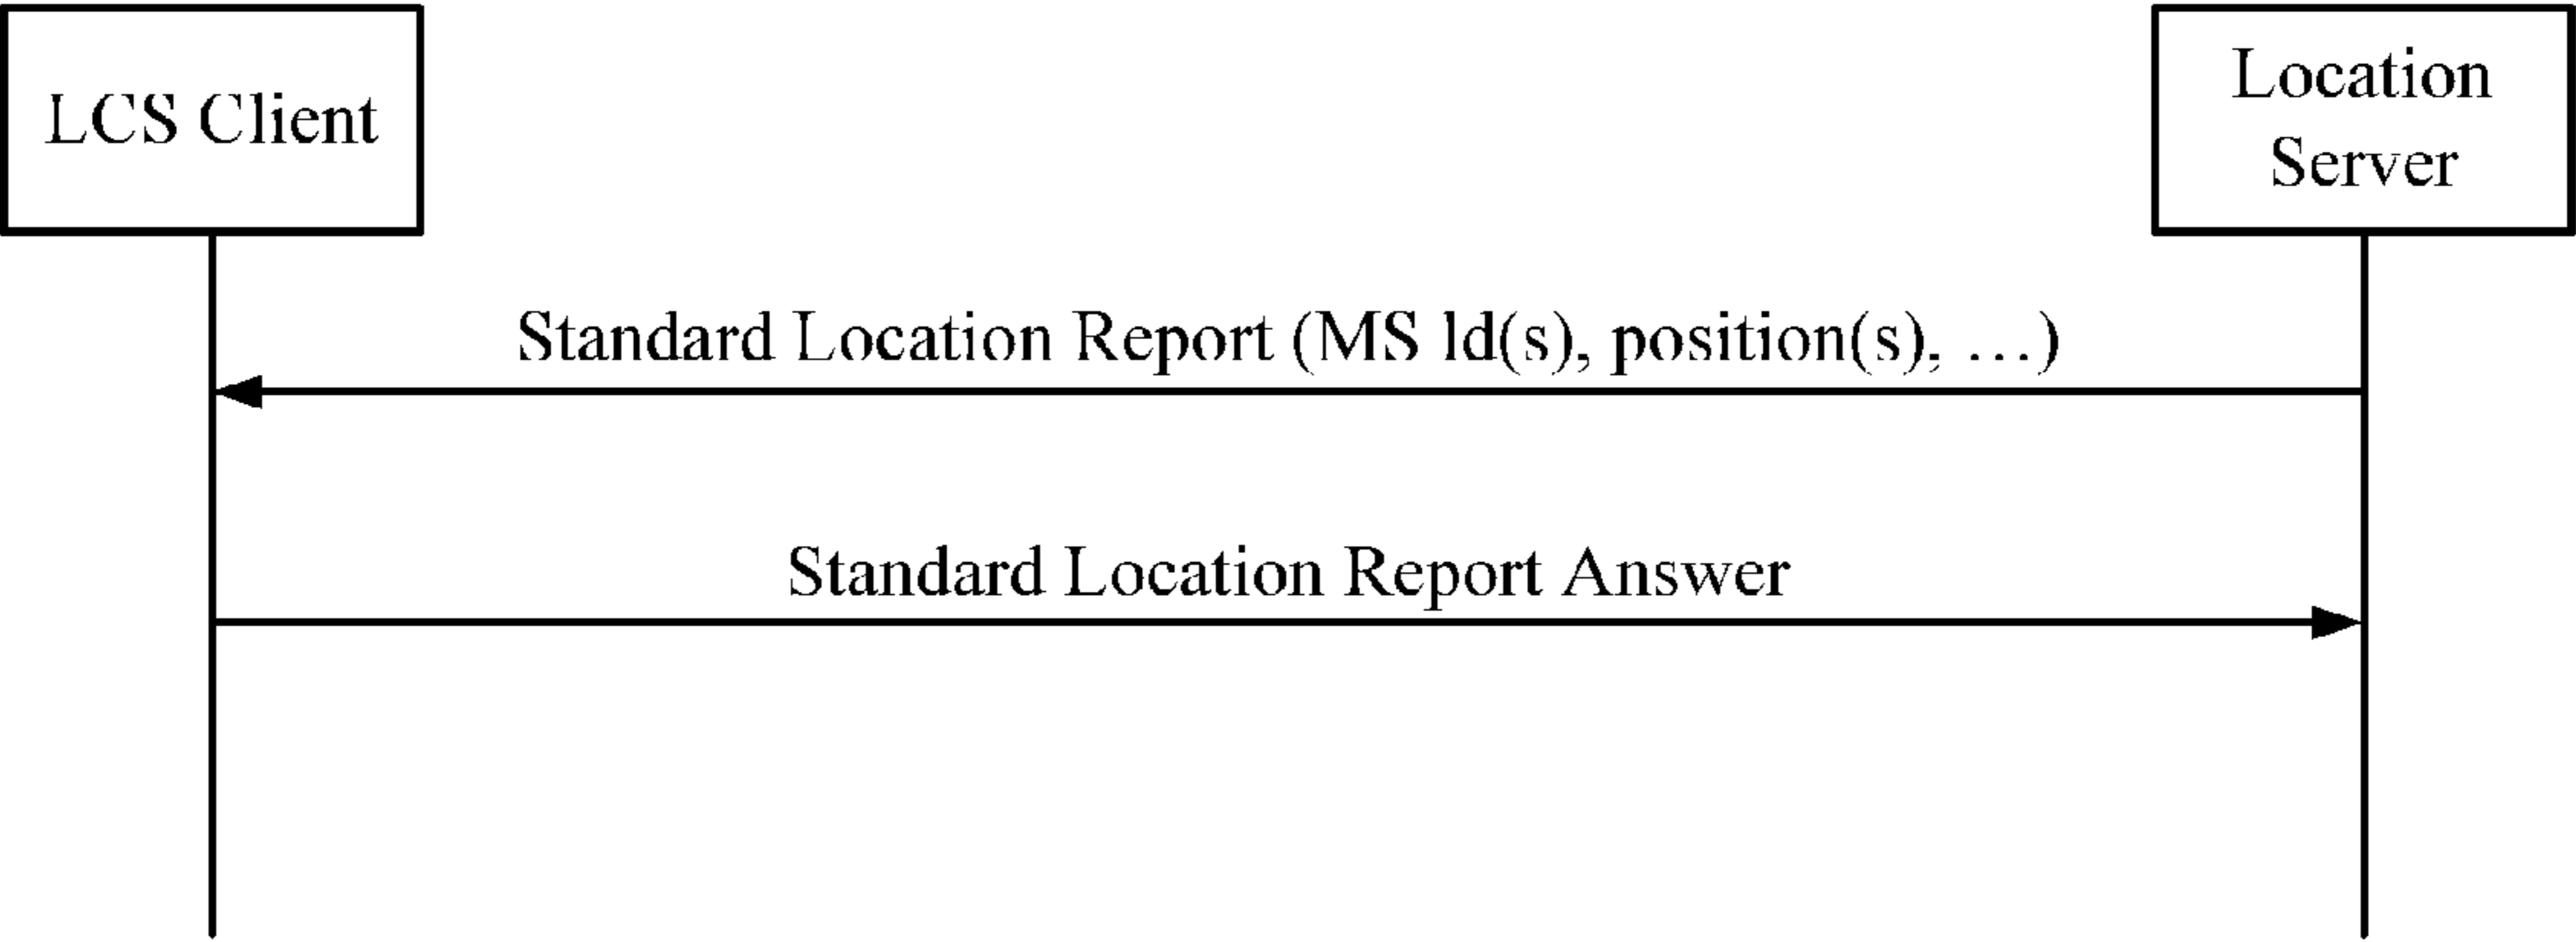 LCS Client
Location
Server
Standard Location Report (MS ld(s), position(s), …)
Standard Location Report Answer